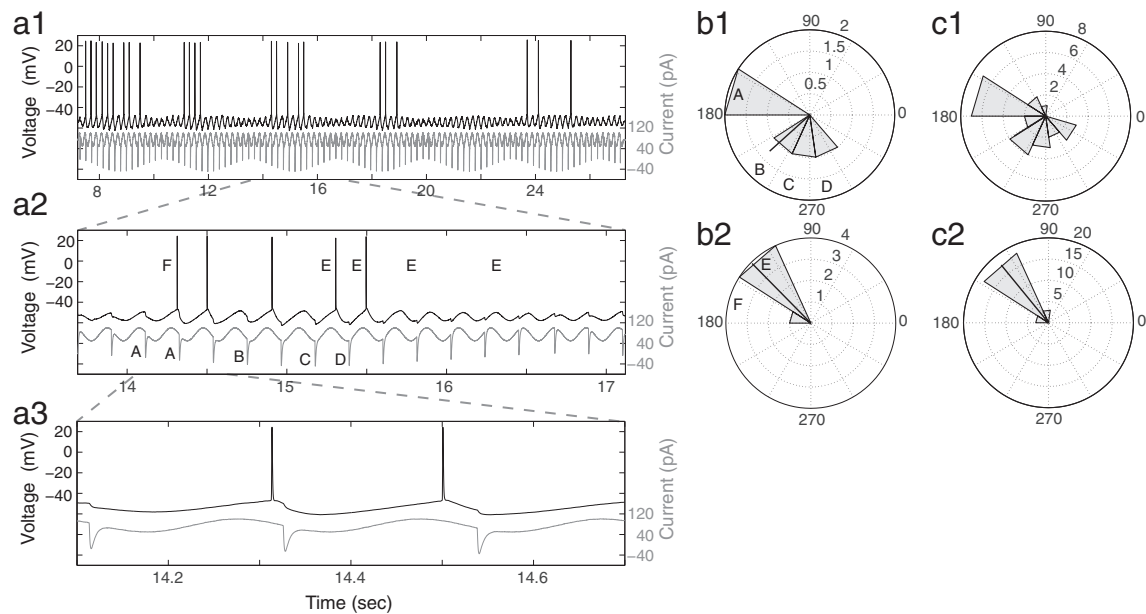 a1
20
0
−40
Voltage (mV)
120
40
−40
Current (pA)
8 12 16 20 24
a2
20
0
−40
Voltage (mV)
F E E E E
A A B C D
120
40
−40
Current (pA)
14 15 16 17
a3
20
0
−40
Voltage (mV)
120
40
−40
Current (pA)
14.2 14.4 14.6
Time (sec)
b1
90
2
1.5
1
0.5
180
0
270
A
B
C
D
c1
90
8
6
4
2
180
0
270
b2
90
4
3
2
1
180
0
270
E
F
c2
90
20
15
10
5
180
0
270